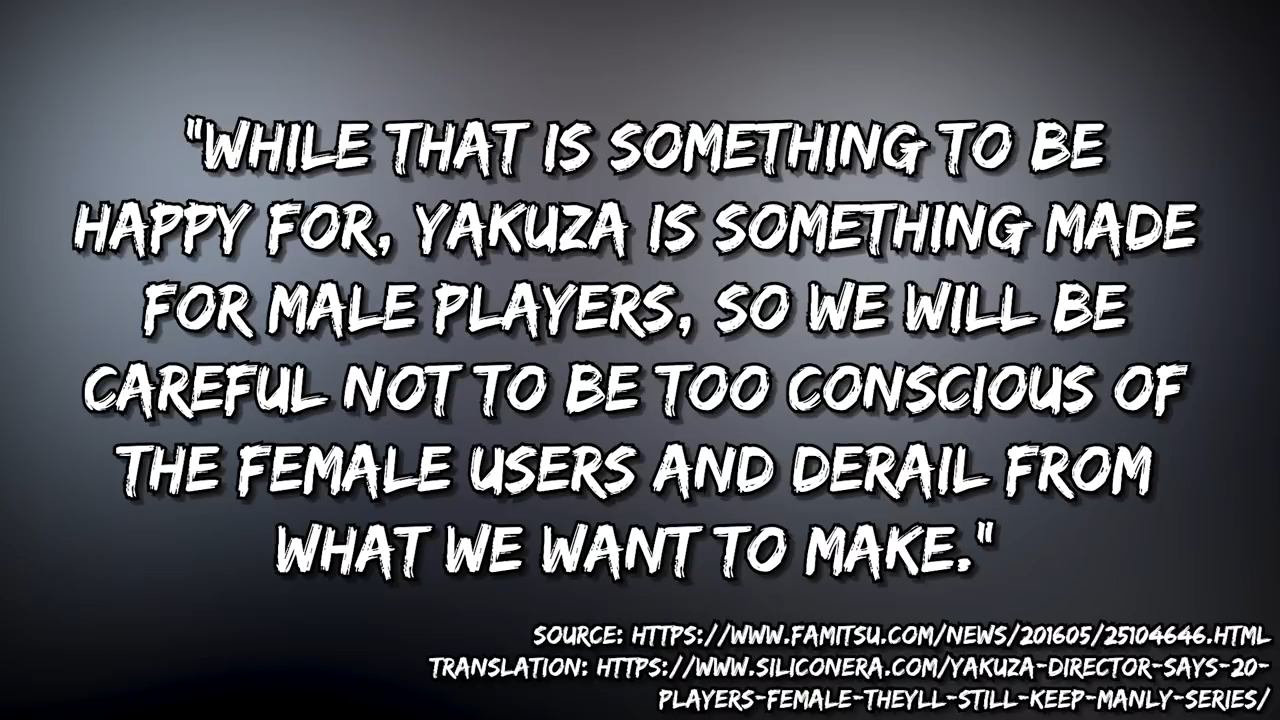 "WHILE THAT IS SOMETHING TO BE
HAPPY FOR, YAKUZA IS SOMETHING MADE
FOR MALE PLAYERS, SO WE WILL BE
CAREFUL NOT TO BE TOO CONSCIOUS OF
THE FEMALE USERS AND DERAIL FROM
WHAT WE WANT TO MAKE."
SOURCE: HTTPS://WWW.FAMITSU.COM/NEWS/201605/25104646.HTML
TRANSLATION: HTTPS://WWW.SILICONERA.COM/YAKUZA-DIRECTOR-SAYS-20-
PLAYERS-FEMALE-THEYLL-STILL-KEEP-MANLY-SERIES/